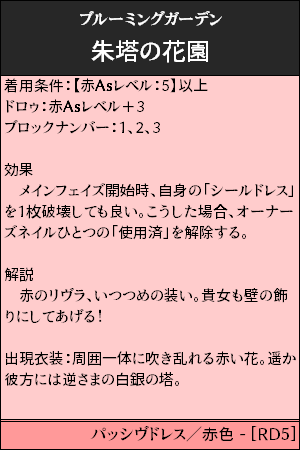 ブルーミングガーデン
朱塔の花園
着用条件：【赤Asレベル：5】以上
ドロゥ：赤Asレベル＋3
ブロックナンバー：1、2、3
効果
　メインフェイズ開始時、自身の「シールドレス」
を1枚破壊しても良い。こうした場合、オーナー
ズネイルひとつの「使用済」を解除する。
解説
　赤のリヴラ、いつつめの装い。貴女も壁の飾
りにしてあげる！
出現衣装：周囲一体に吹き乱れる赤い花。遥か
彼方には逆さまの白銀の塔。
パッシヴドレス／赤色 - [RD5]